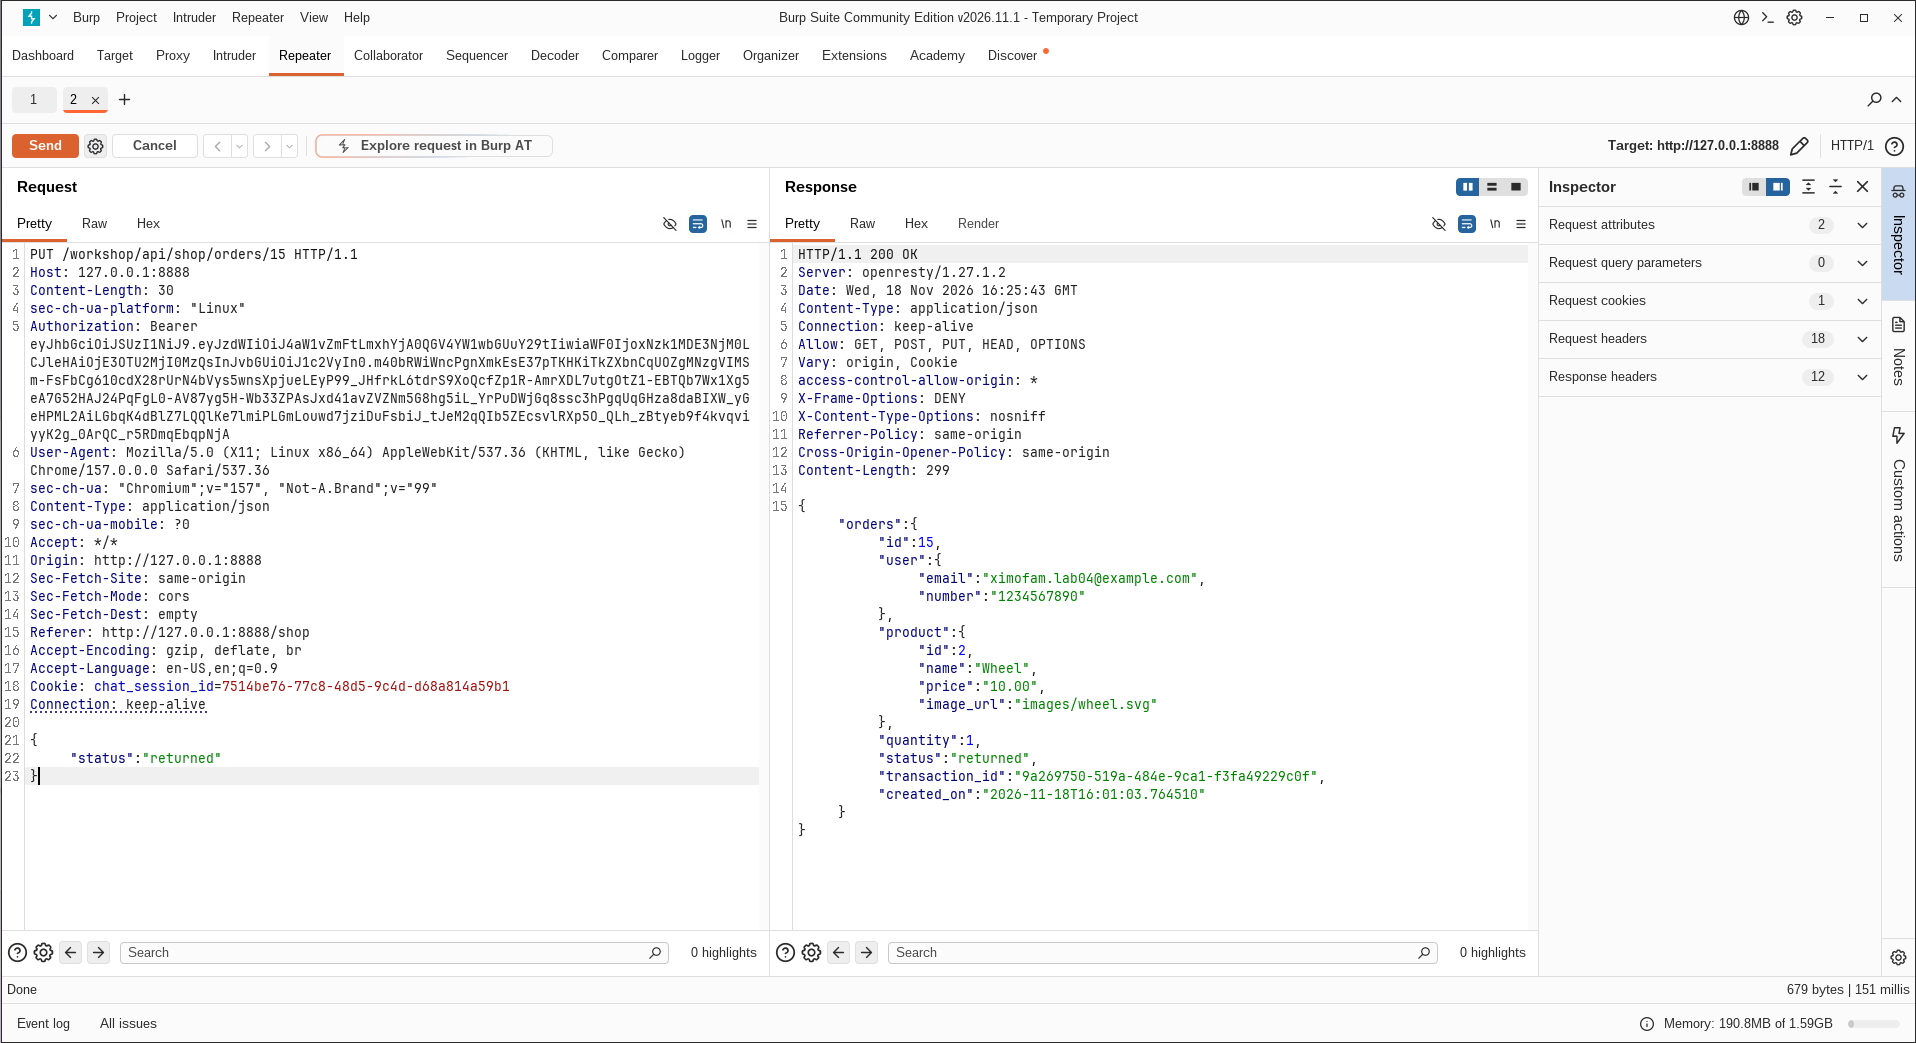 Burp Project Intruder Repeater View Help
Burp Suite Community Edition v2026.11.1 - Temporary Project
Dashboard Target Proxy Intruder Repeater Collaborator Sequencer Decoder Comparer Logger Organizer Extensions Academy Discover
1 2
Send Cancel Explore request in Burp AT
Target: http://127.0.0.1:8888 HTTP/1
Request
Pretty Raw Hex
\n
1 PUT /workshop/api/shop/orders/15 HTTP/1.1
2 Host: 127.0.0.1:8888
3 Content-Length: 30
4 sec-ch-ua-platform: "Linux"
5 Authorization: Bearer
eyJhbGciOiJSUzI1NiJ9.eyJzdWIiOiJ4aW1vZmFtLmxhYjA0QGV4YW1wbGUuY29tIiwiaWF0IjoxNzk1MDE3NjM0L
CJleHAiOjE3OTU2MjI0MzQsInJvbGUiOiJ1c2VyIn0.m40bRWiWncPgnXmkEsE37pTKHKiTkZXbnCqUOZgMNzgVIMS
m-FsFbCg610cdX28rUrN4bVys5wnsXpjueLEyP99_JHfrkL6tdrS9XoQcfZp1R-AmrXDL7utgOtZ1-EBTQb7Wx1Xg5
eA7G52HAJ24PqFgL0-AV87yg5H-Wb33ZPAsJxd41avZVZNm5G8hg5iL_YrPuDWjGq8ssc3hPgqUqGHza8daBIXW_yG
eHPML2AiLGbqK4dBlZ7LQQlKe7lmiPLGmLouwd7jziDuFsbiJ_tJeM2qQIb5ZEcsvlRXp5O_QLh_zBtyeb9f4kvqvi
yyK2g_0ArQC_r5RDmqEbqpNjA
6 User-Agent: Mozilla/5.0 (X11; Linux x86_64) AppleWebKit/537.36 (KHTML, like Gecko)
Chrome/157.0.0.0 Safari/537.36
7 sec-ch-ua: "Chromium";v="157", "Not-A.Brand";v="99"
8 Content-Type: application/json
9 sec-ch-ua-mobile: ?0
10 Accept: */*
11 Origin: http://127.0.0.1:8888
12 Sec-Fetch-Site: same-origin
13 Sec-Fetch-Mode: cors
14 Sec-Fetch-Dest: empty
15 Referer: http://127.0.0.1:8888/shop
16 Accept-Encoding: gzip, deflate, br
17 Accept-Language: en-US,en;q=0.9
18 Cookie: chat_session_id=7514be76-77c8-48d5-9c4d-d68a814a59b1
19 Connection: keep-alive
20
21 {
22 "status":"returned"
23 }
Search 0 highlights
Response
Pretty Raw Hex Render
\n
1 HTTP/1.1 200 OK
2 Server: openresty/1.27.1.2
3 Date: Wed, 18 Nov 2026 16:25:43 GMT
4 Content-Type: application/json
5 Connection: keep-alive
6 Allow: GET, POST, PUT, HEAD, OPTIONS
7 Vary: origin, Cookie
8 access-control-allow-origin: *
9 X-Frame-Options: DENY
10 X-Content-Type-Options: nosniff
11 Referrer-Policy: same-origin
12 Cross-Origin-Opener-Policy: same-origin
13 Content-Length: 299
14
15 {
"orders":{
"id":15,
"user":{
"email":"ximofam.lab04@example.com",
"number":"1234567890"
},
"product":{
"id":2,
"name":"Wheel",
"price":"10.00",
"image_url":"images/wheel.svg"
},
"quantity":1,
"status":"returned",
"transaction_id":"9a269750-519a-484e-9ca1-f3fa49229c0f",
"created_on":"2026-11-18T16:01:03.764510"
}
}
Search 0 highlights
Inspector
Request attributes 2
Request query parameters 0
Request cookies 1
Request headers 18
Response headers 12
Inspector
Notes
Custom actions
Done
679 bytes | 151 millis
Event log All issues
Memory: 190.8MB of 1.59GB